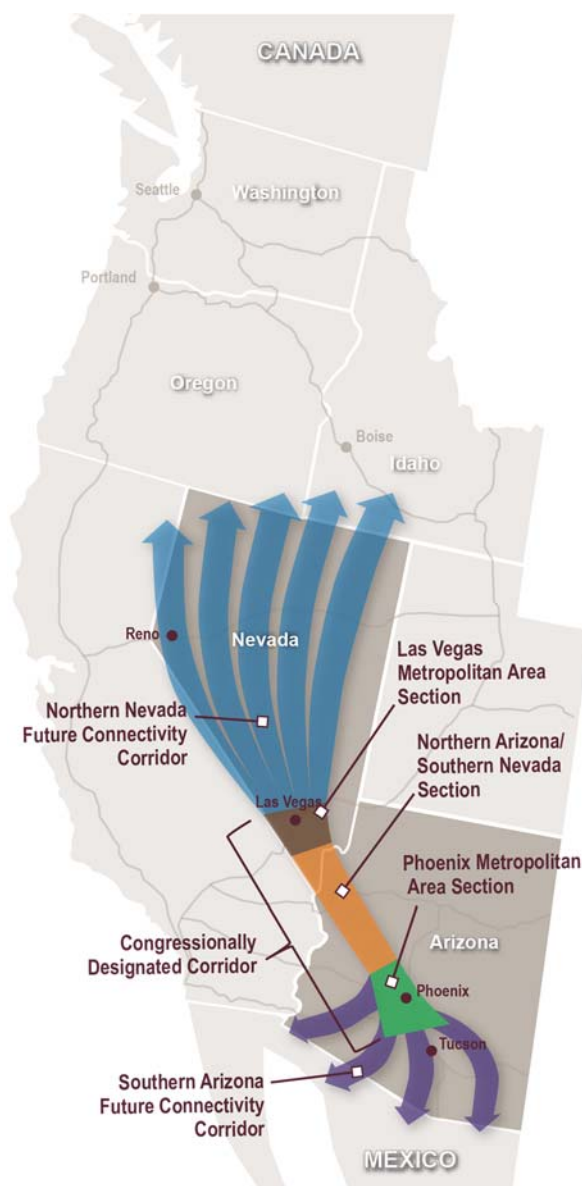 CANADA
Seattle
Washington
Portland
Oregon
Boise
Idaho
Reno
Nevada
Las Vegas
Metropolitan Area
Section
Northern Nevada
Future Connectivity
Corridor
Northern Arizona/
Southern Nevada
Section
Las Vegas
Phoenix Metropolitan
Area Section
Congressionally
Designated Corridor
Arizona
Phoenix
Tucson
Southern Arizona
Future Connectivity
Corridor
MEXICO